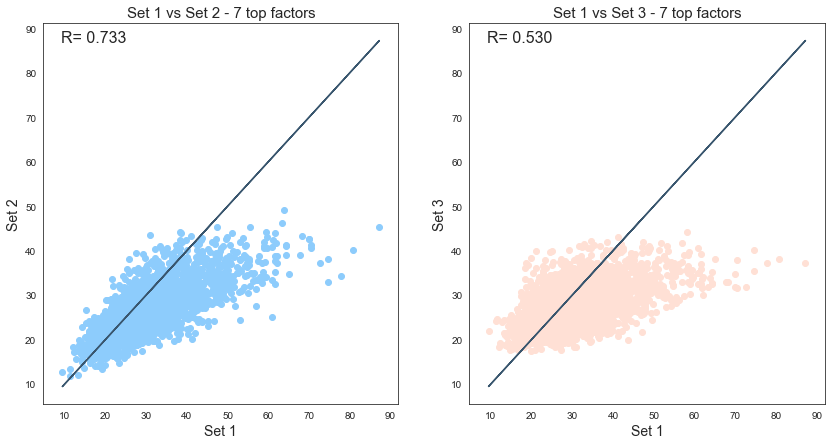 Set 1 vs Set 2 - 7 top factors
R= 0.733
90
80
70
60
50
40
30
20
10
Set 2
10 20 30 40 50 60 70 80 90
Set 1
Set 1 vs Set 3 - 7 top factors
R= 0.530
90
80
70
60
50
40
30
20
10
Set 3
10 20 30 40 50 60 70 80 90
Set 1